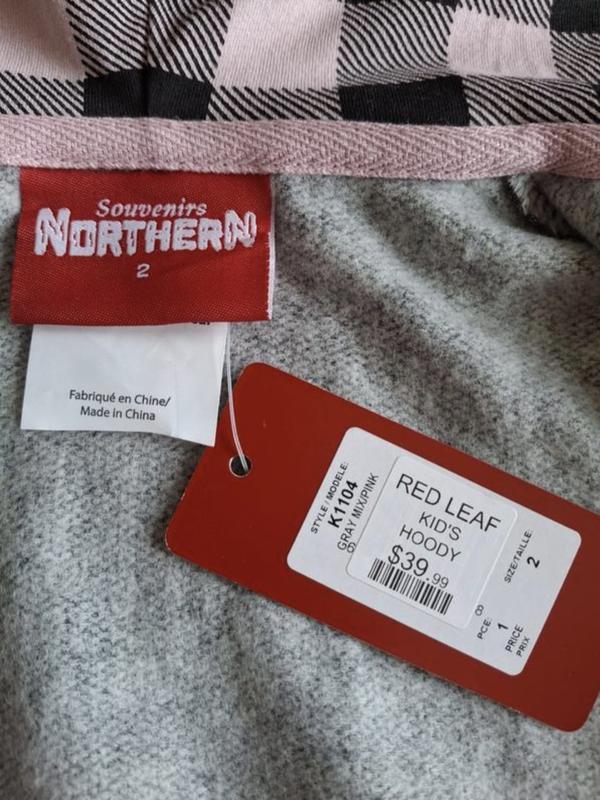 Souvenirs
NORTHERN
2
Fabriqué en Chine/
Made in China
STYLE / MODELE:
K1104
GRAY MIX/PINK
RED LEAF
KID'S
HOODY
$39.99
SIZE/TAILLE:
2
PCE:
1
PRICE
PRIX